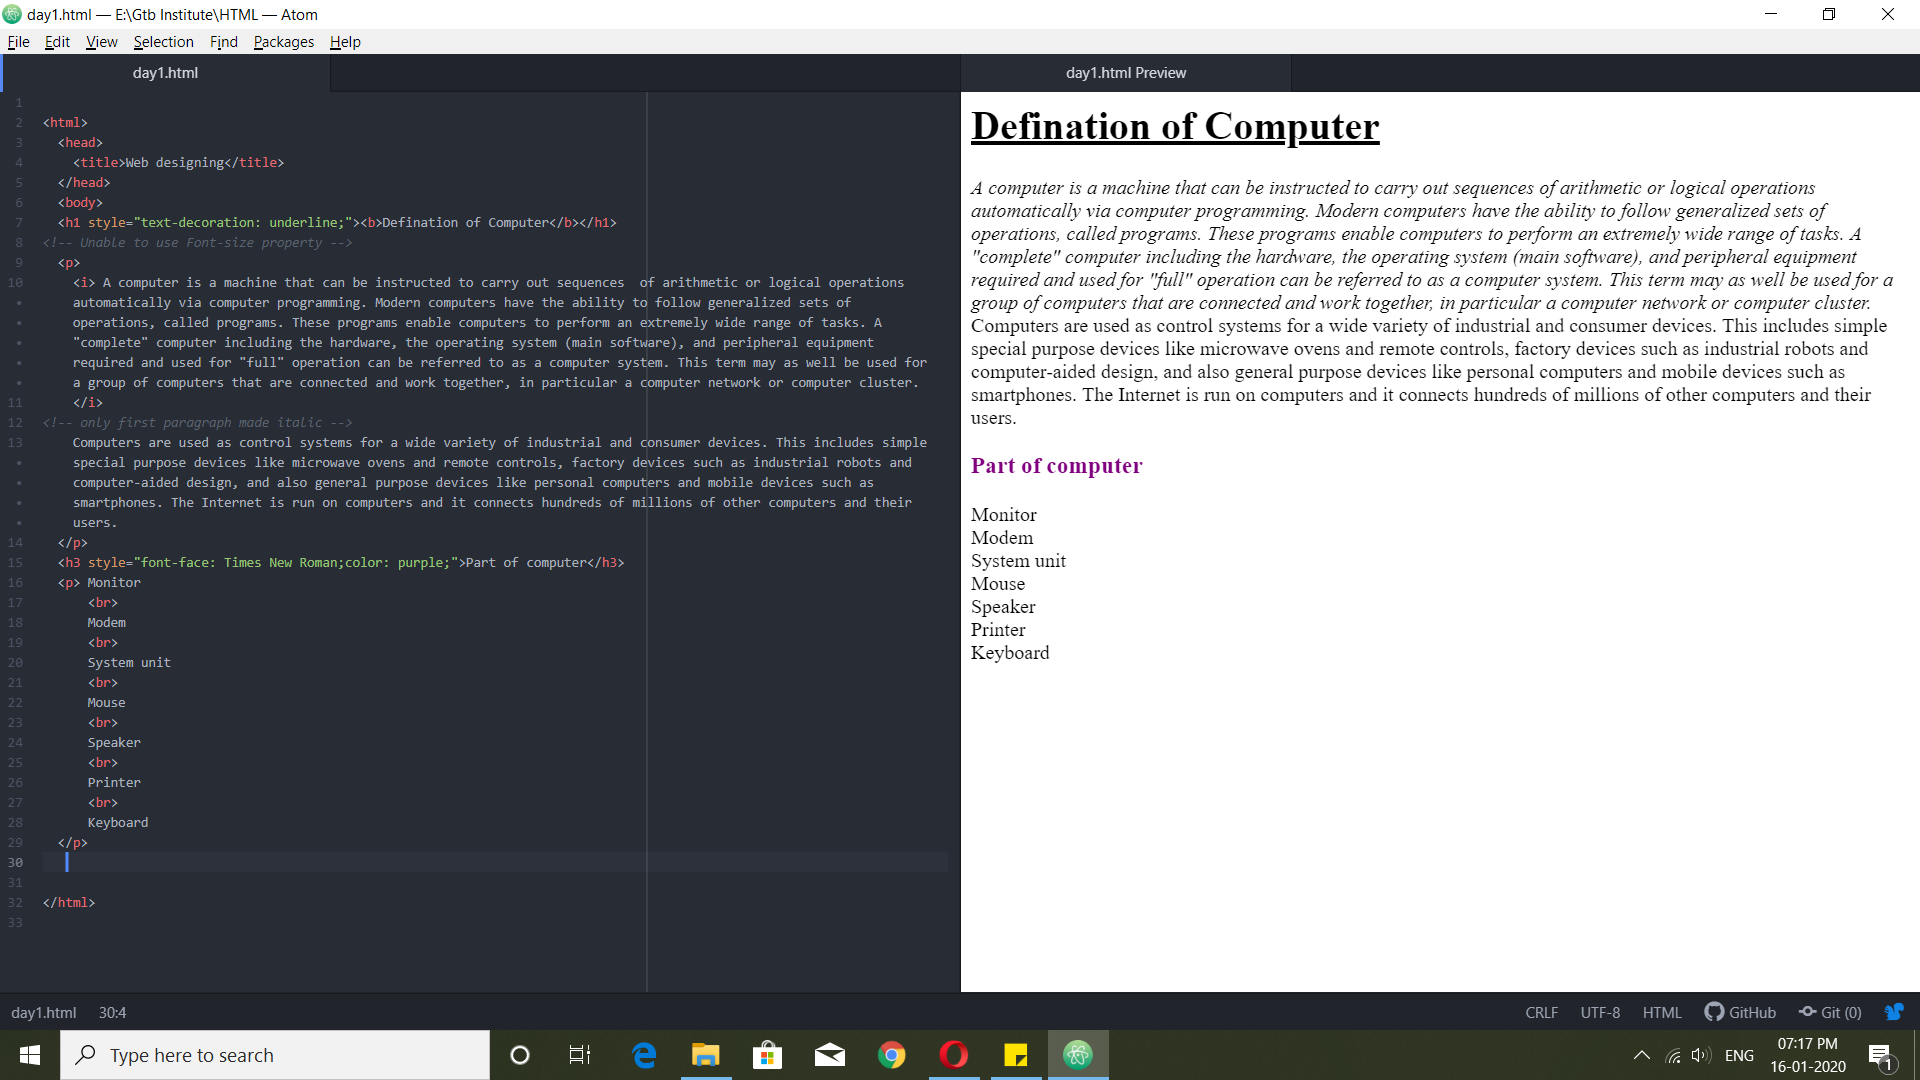 day1.html — E:\Gtb Institute\HTML — Atom
File Edit View Selection Find Packages Help
day1.html
1
2 <html>
3 <head>
4 <title>Web designing</title>
5 </head>
6 <body>
7 <h1 style="text-decoration: underline;"><b>Defination of Computer</b></h1>
8 <!-- Unable to use Font-size property -->
9 <p>
10 <i> A computer is a machine that can be instructed to carry out sequences  of arithmetic or logical operations
• automatically via computer programming. Modern computers have the ability to follow generalized sets of
• operations, called programs. These programs enable computers to perform an extremely wide range of tasks. A
• "complete" computer including the hardware, the operating system (main software), and peripheral equipment
• required and used for "full" operation can be referred to as a computer system. This term may as well be used for
• a group of computers that are connected and work together, in particular a computer network or computer cluster.
11 </i>
12 <!-- only first paragraph made italic -->
13 Computers are used as control systems for a wide variety of industrial and consumer devices. This includes simple
• special purpose devices like microwave ovens and remote controls, factory devices such as industrial robots and
• computer-aided design, and also general purpose devices like personal computers and mobile devices such as
• smartphones. The Internet is run on computers and it connects hundreds of millions of other computers and their
• users.
14 </p>
15 <h3 style="font-face: Times New Roman;color: purple;">Part of computer</h3>
16 <p> Monitor
17 <br>
18 Modem
19 <br>
20 System unit
21 <br>
22 Mouse
23 <br>
24 Speaker
25 <br>
26 Printer
27 <br>
28 Keyboard
29 </p>
30
31
32 </html>
33
day1.html Preview
Defination of Computer
A computer is a machine that can be instructed to carry out sequences of arithmetic or logical operations
automatically via computer programming. Modern computers have the ability to follow generalized sets of
operations, called programs. These programs enable computers to perform an extremely wide range of tasks. A
"complete" computer including the hardware, the operating system (main software), and peripheral equipment
required and used for "full" operation can be referred to as a computer system. This term may as well be used for a
group of computers that are connected and work together, in particular a computer network or computer cluster.
Computers are used as control systems for a wide variety of industrial and consumer devices. This includes simple
special purpose devices like microwave ovens and remote controls, factory devices such as industrial robots and
computer-aided design, and also general purpose devices like personal computers and mobile devices such as
smartphones. The Internet is run on computers and it connects hundreds of millions of other computers and their
users.
Part of computer
Monitor
Modem
System unit
Mouse
Speaker
Printer
Keyboard
day1.html 30:4 CRLF UTF-8 HTML GitHub Git (0)
Type here to search
ENG
07:17 PM
16-01-2020
1